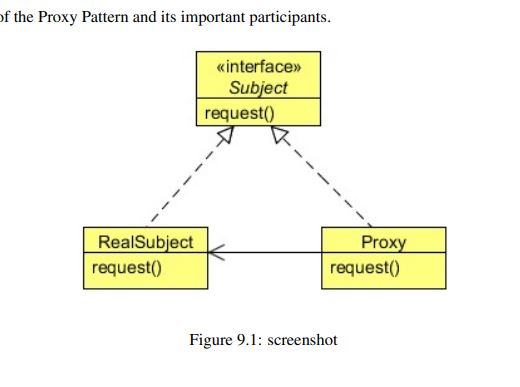 of the Proxy Pattern and its important participants.
«interface»
Subject
request()
RealSubject
request()
Proxy
request()
Figure 9.1: screenshot